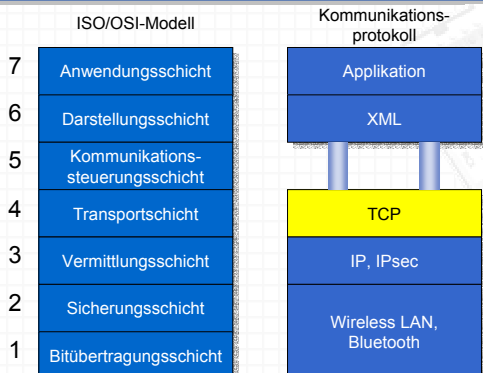 ISO/OSI-Modell
Kommunikations-
protokoll
7
Anwendungsschicht
Applikation
6
Darstellungsschicht
XML
5
Kommunikations-
steuerungsschicht
4
Transportschicht
TCP
3
Vermittlungsschicht
IP, IPsec
2
Sicherungsschicht
Wireless LAN,
Bluetooth
1
Bitübertragungsschicht